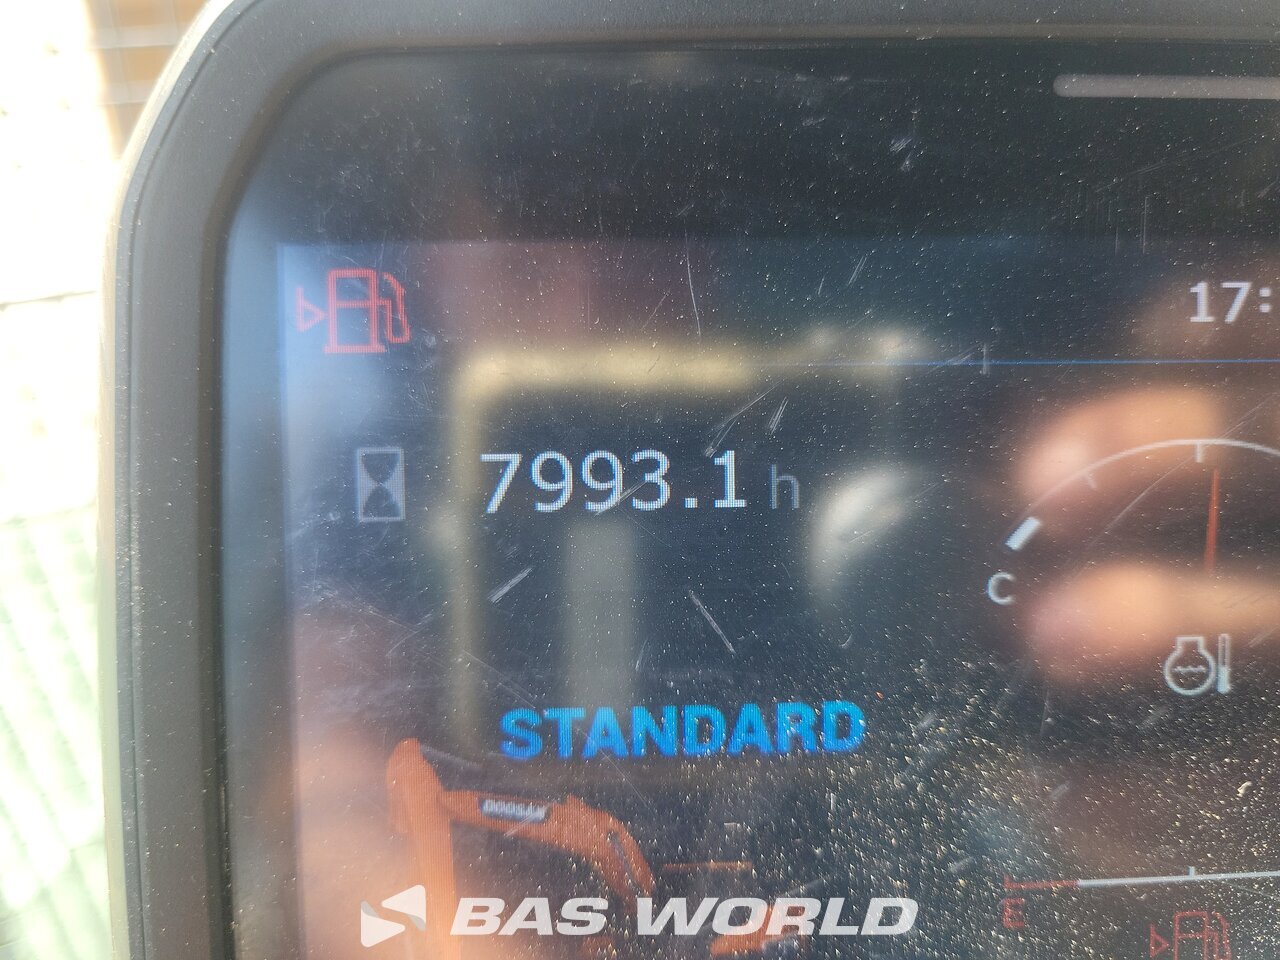 17:
7993.1 h
C
STANDARD
DOOSAN
E
BAS WORLD